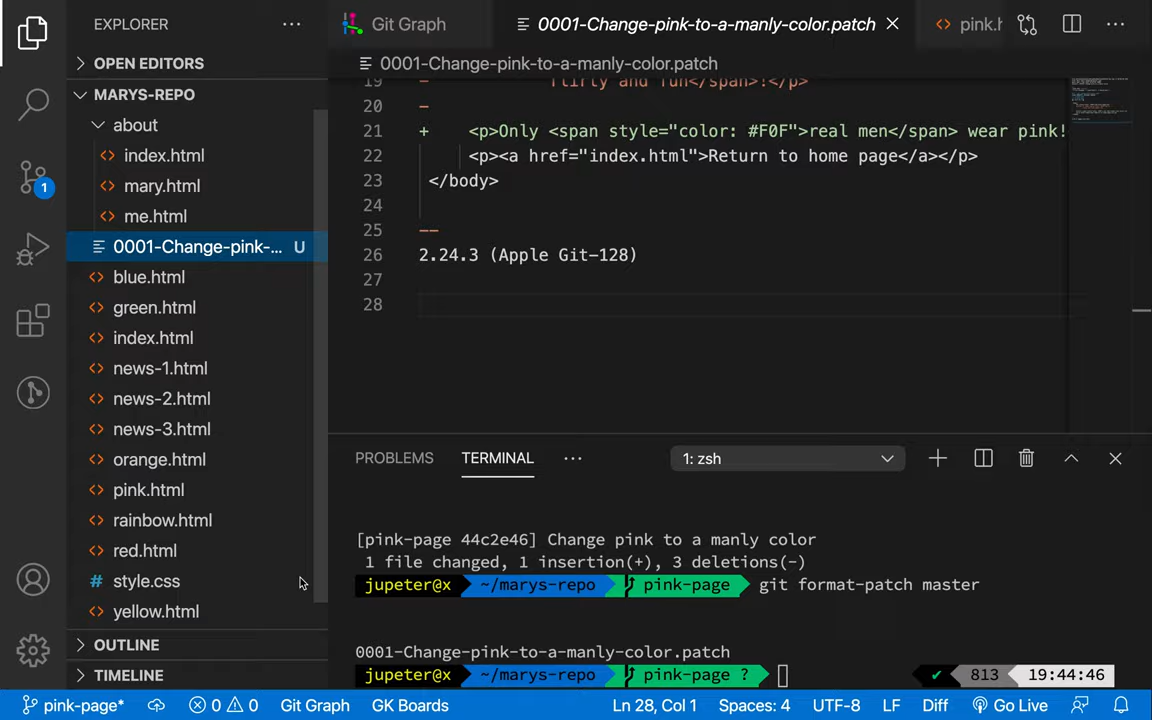 EXPLORER
Git Graph
0001-Change-pink-to-a-manly-color.patch
pink.h
OPEN EDITORS
MARYS-REPO
about
index.html
mary.html
me.html
0001-Change-pink-... U
blue.html
green.html
index.html
news-1.html
news-2.html
news-3.html
orange.html
pink.html
rainbow.html
red.html
style.css
yellow.html
OUTLINE
TIMELINE
0001-Change-pink-to-a-manly-color.patch
19 - flirty and fun</span>!</p>
20 -
21 + <p>Only <span style="color: #F0F">real men</span> wear pink!
22 <p><a href="index.html">Return to home page</a></p>
23 </body>
24
25 --
26 2.24.3 (Apple Git-128)
27
28
PROBLEMS TERMINAL ··· 1: zsh
[pink-page 44c2e46] Change pink to a manly color
1 file changed, 1 insertion(+), 3 deletions(-)
jupeter@x ~/marys-repo pink-page git format-patch master
0001-Change-pink-to-a-manly-color.patch
jupeter@x ~/marys-repo pink-page ? ✔ 813 19:44:46
1
pink-page* 0 0 Git Graph GK Boards Ln 28, Col 1 Spaces: 4 UTF-8 LF Diff Go Live